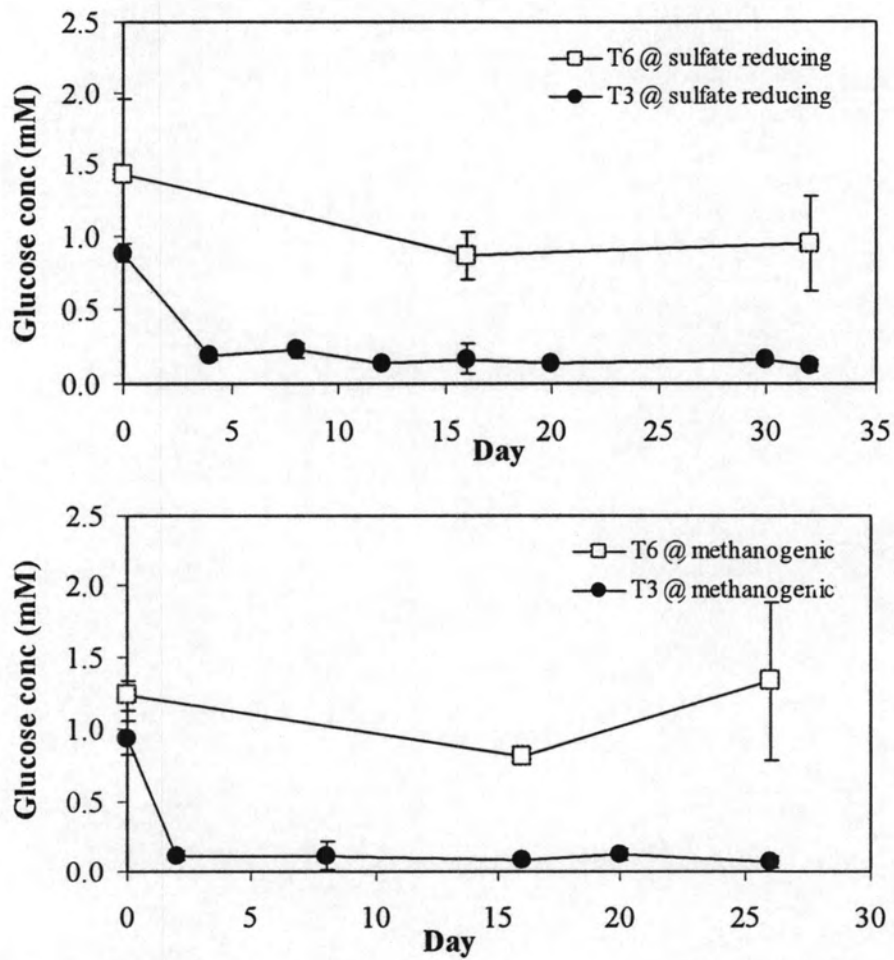 2.5
2.0
1.5
1.0
0.5
0.0
Glucose conc (mM)
T6 @ sulfate reducing
T3 @ sulfate reducing
0 5 10 15 20 25 30 35
Day
2.5
2.0
1.5
1.0
0.5
0.0
Glucose conc (mM)
T6 @ methanogenic
T3 @ methanogenic
0 5 10 15 20 25 30
Day